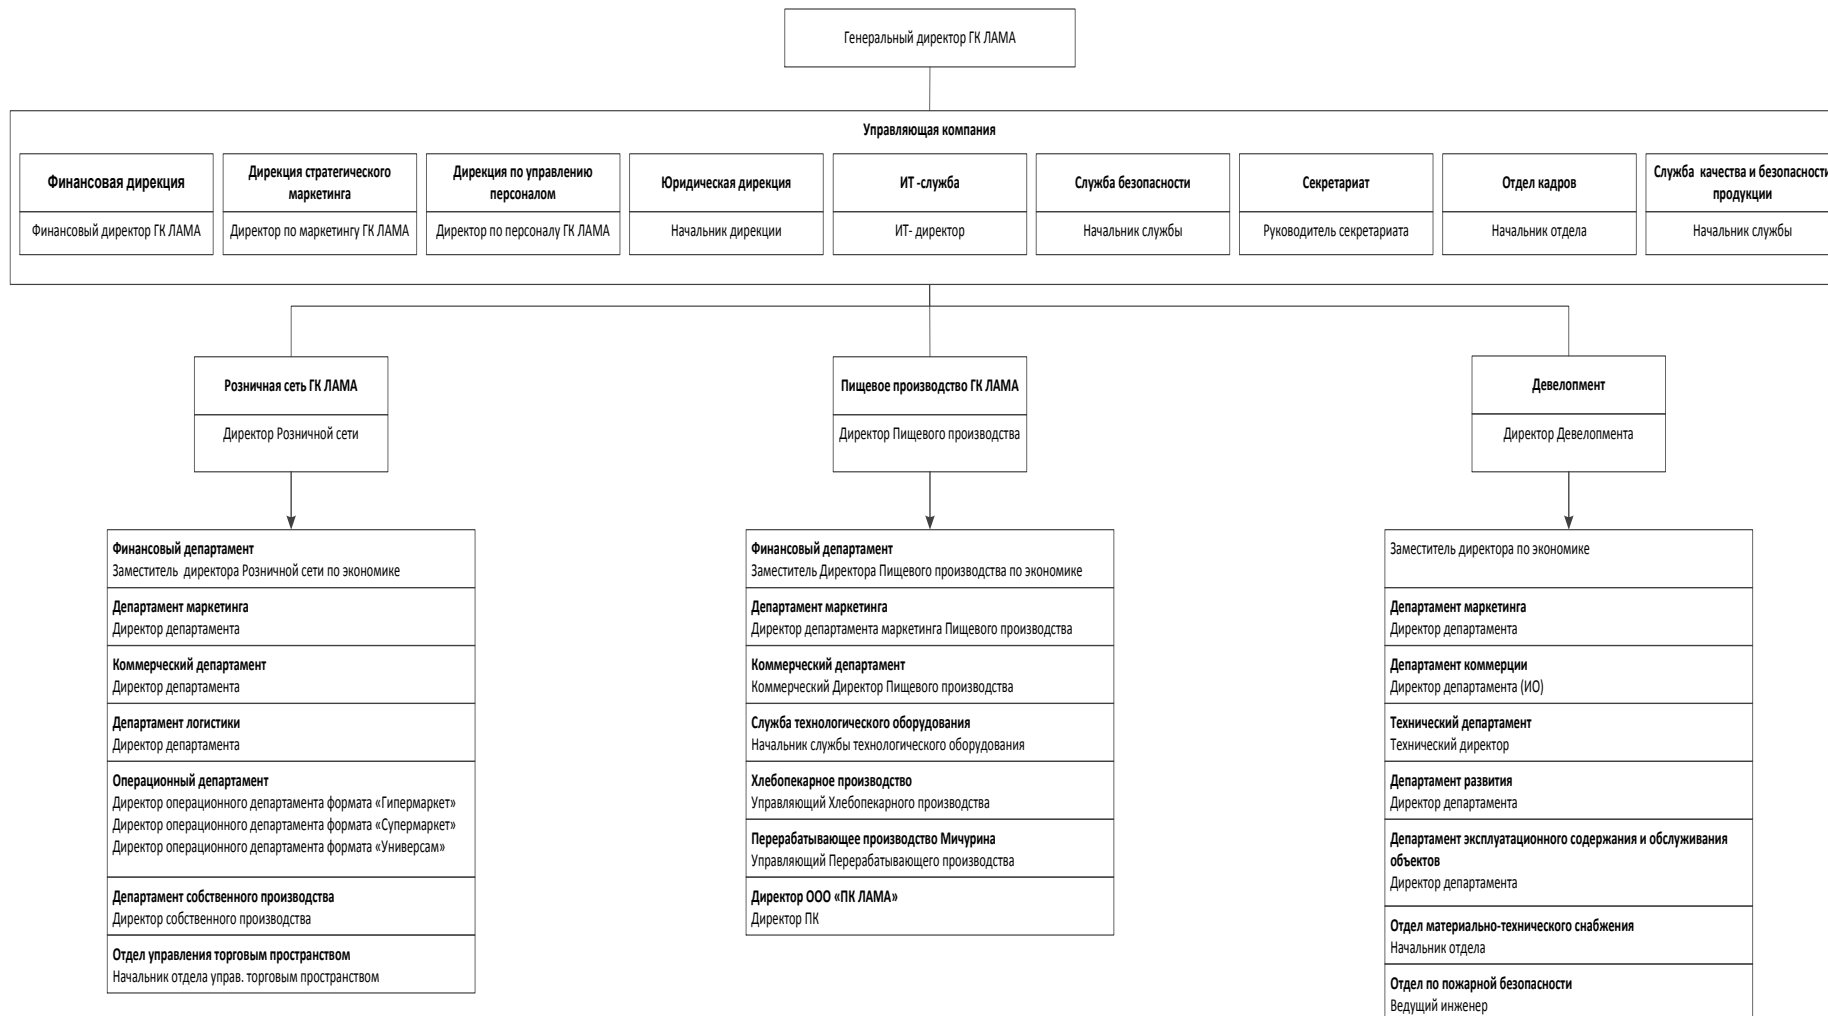 Генеральный директор ГК ЛАМА
Управляющая компания
Финансовая дирекция
Финансовый директор ГК ЛАМА
Дирекция стратегического
маркетинга
Директор по маркетингу ГК ЛАМА
Дирекция по управлению
персоналом
Директор по персоналу ГК ЛАМА
Юридическая дирекция
Начальник дирекции
ИТ -служба
ИТ- директор
Служба безопасности
Начальник службы
Секретариат
Руководитель секретариата
Отдел кадров
Начальник отдела
Служба качества и безопасности
продукции
Начальник службы
Розничная сеть ГК ЛАМА
Директор Розничной сети
Финансовый департамент
Заместитель директора Розничной сети по экономике
Департамент маркетинга
Директор департамента
Коммерческий департамент
Директор департамента
Департамент логистики
Директор департамента
Операционный департамент
Директор операционного департамента формата «Гипермаркет»
Директор операционного департамента формата «Супермаркет»
Директор операционного департамента формата «Универсам»
Департамент собственного производства
Директор собственного производства
Отдел управления торговым пространством
Начальник отдела управ. торговым пространством
Пищевое производство ГК ЛАМА
Директор Пищевого производства
Финансовый департамент
Заместитель Директора Пищевого производства по экономике
Департамент маркетинга
Директор департамента маркетинга Пищевого производства
Коммерческий департамент
Коммерческий Директор Пищевого производства
Служба технологического оборудования
Начальник службы технологического оборудования
Хлебопекарное производство
Управляющий Хлебопекарного производства
Перерабатывающее производство Мичурина
Управляющий Перерабатывающего производства
Директор ООО «ПК ЛАМА»
Директор ПК
Девелопмент
Директор Девелопмента
Заместитель директора по экономике
Департамент маркетинга
Директор департамента
Департамент коммерции
Директор департамента (ИО)
Технический департамент
Технический директор
Департамент развития
Директор департамента
Департамент эксплуатационного содержания и обслуживания
объектов
Директор департамента
Отдел материально-технического снабжения
Начальник отдела
Отдел по пожарной безопасности
Ведущий инженер